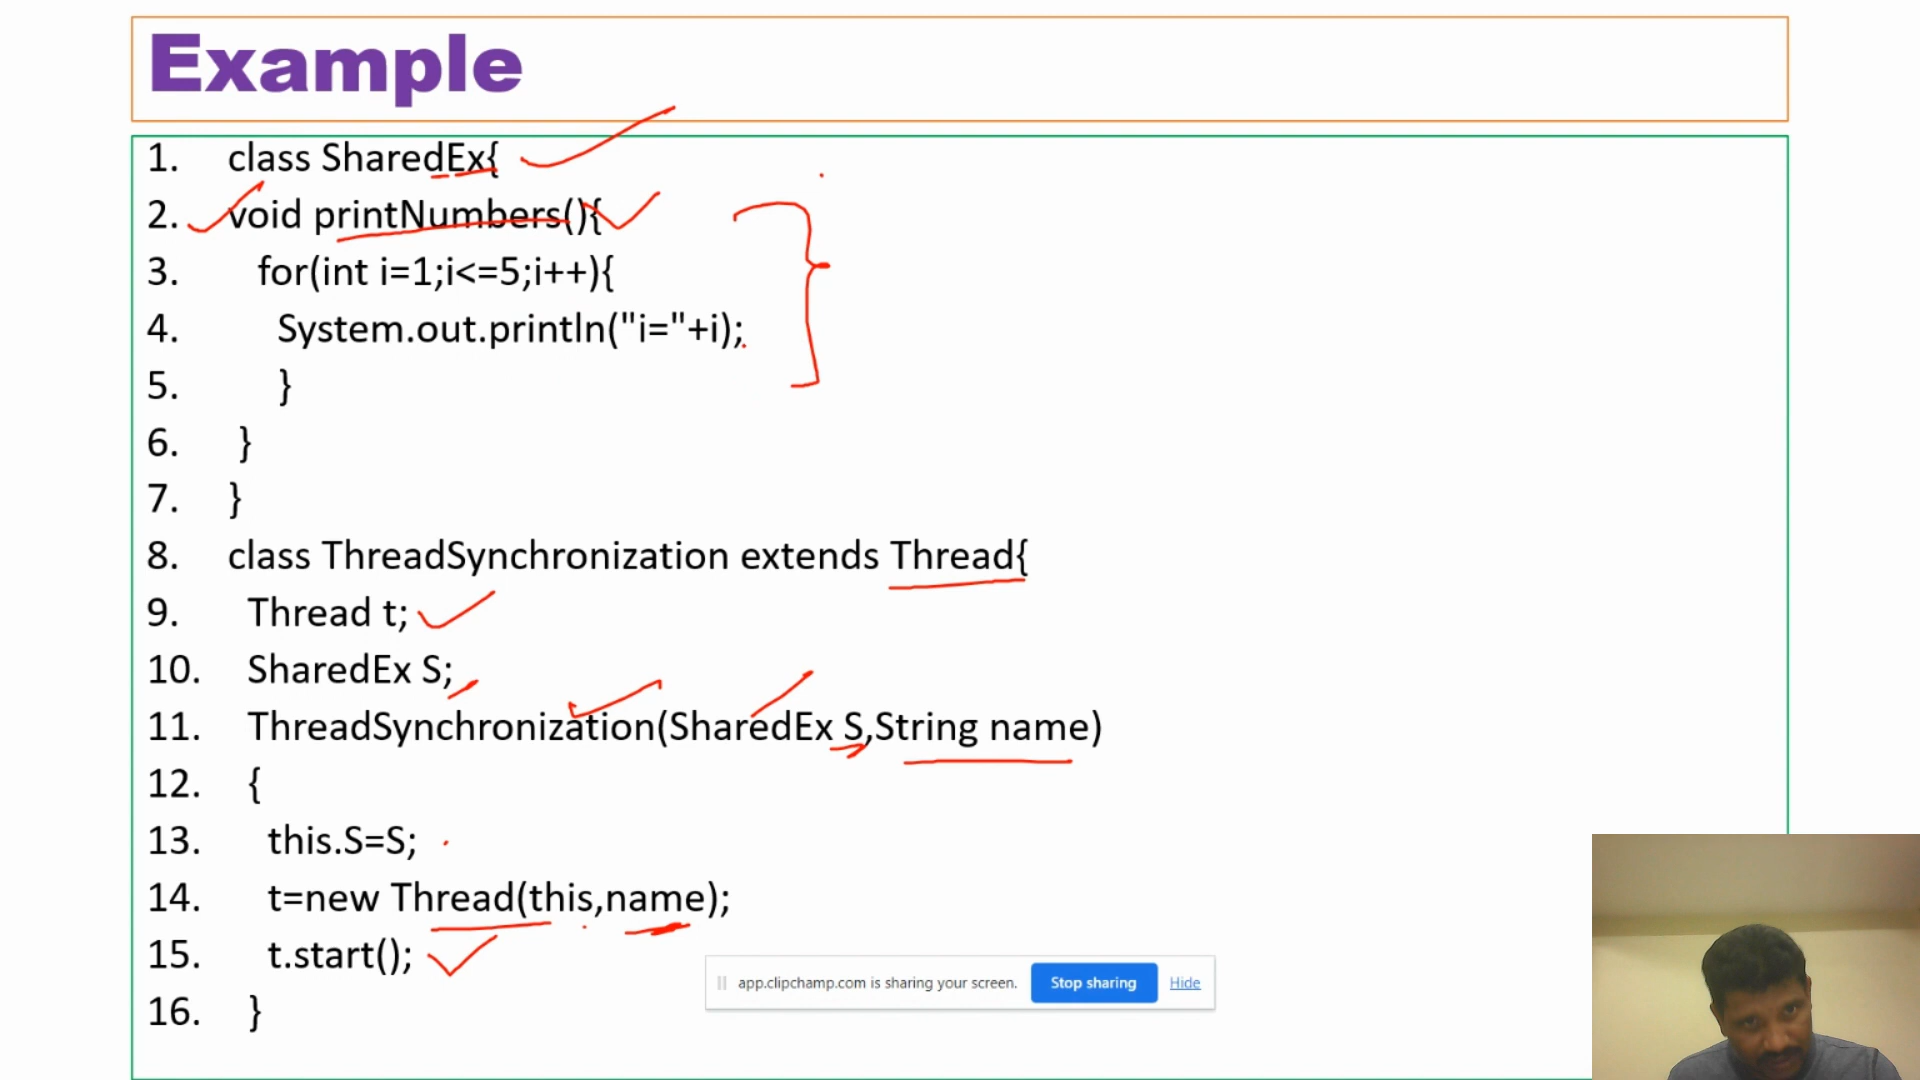 Example
1. class SharedEx{
2. void printNumbers(){
3. for(int i=1;i<=5;i++){
4. System.out.println("i="+i);
5. }
6. }
7. }
8. class ThreadSynchronization extends Thread{
9. Thread t;
10. SharedEx S;
11. ThreadSynchronization(SharedEx S,String name)
12. {
13. this.S=S;
14. t=new Thread(this,name);
15. t.start();
16. }
app.clipchamp.com is sharing your screen. Stop sharing Hide